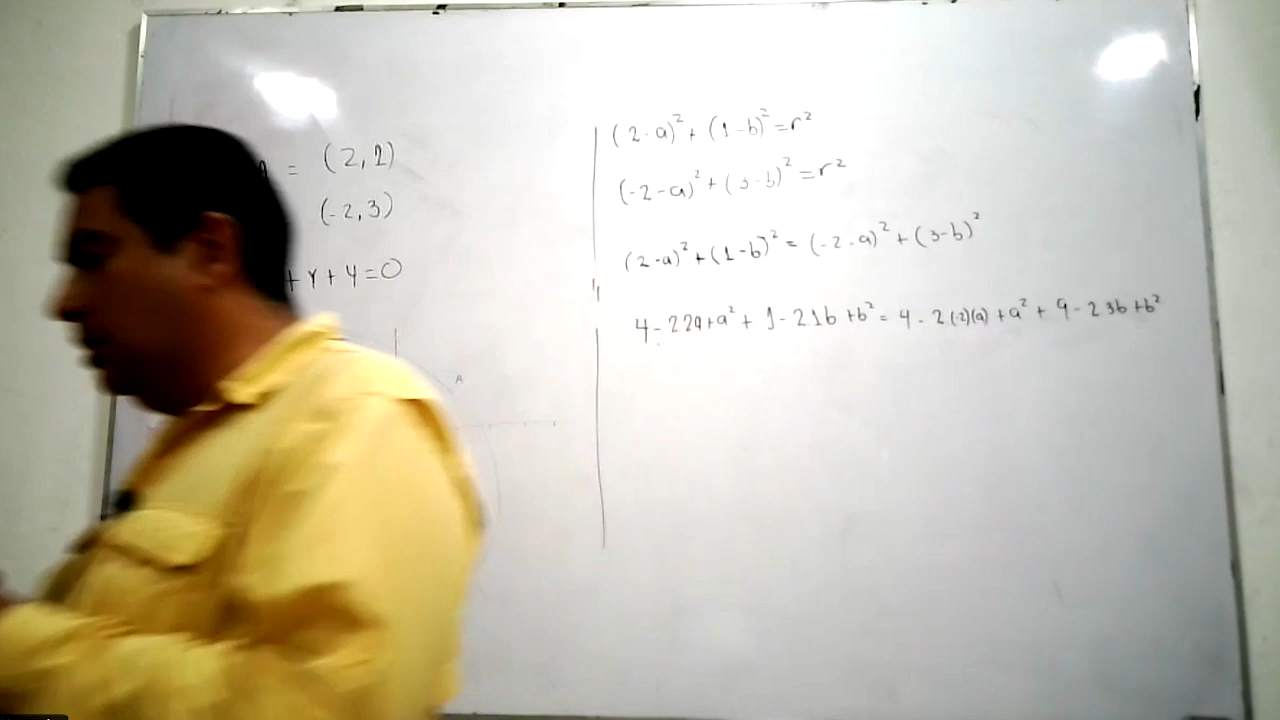 = (2,1)
(-2,3)
+ Y + 4 = 0
A
(2-a)² + (1-b)² = r²
(-2-a)² + (3-b)² = r²
(2-a)² + (1-b)² = (-2-a)² + (3-b)²
4 - 22a + a² + 1 - 21b + b² = 4 - 2(-2)(a) + a² + 9 - 23b + b²